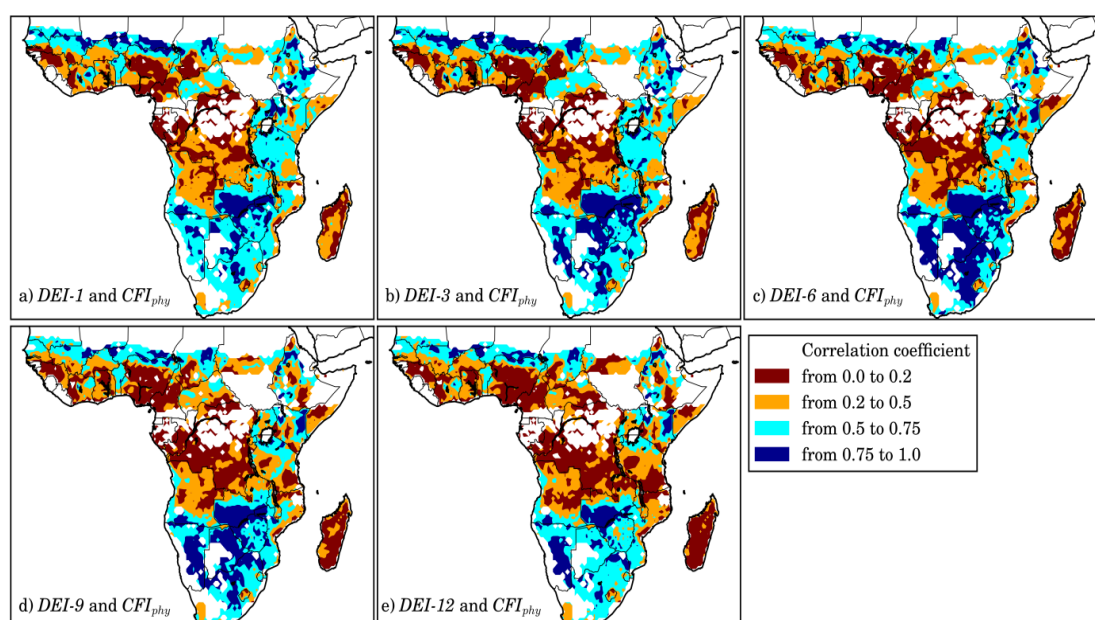 a) DEI-1 and CFIphy
b) DEI-3 and CFIphy
c) DEI-6 and CFIphy
d) DEI-9 and CFIphy
e) DEI-12 and CFIphy
Correlation coefficient
from 0.0 to 0.2
from 0.2 to 0.5
from 0.5 to 0.75
from 0.75 to 1.0